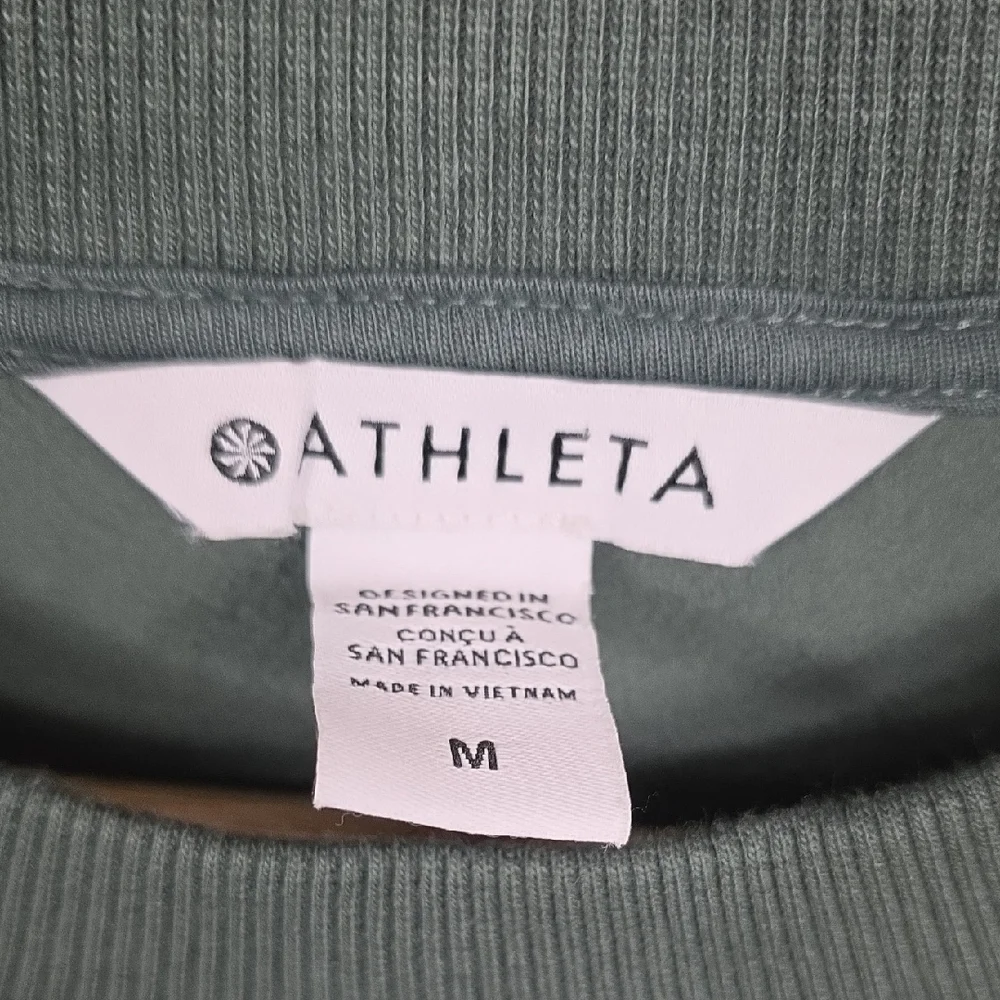 ATHLETA
DESIGNED IN
SAN FRANCISCO
CONÇU À
SAN FRANCISCO
MADE IN VIETNAM
M